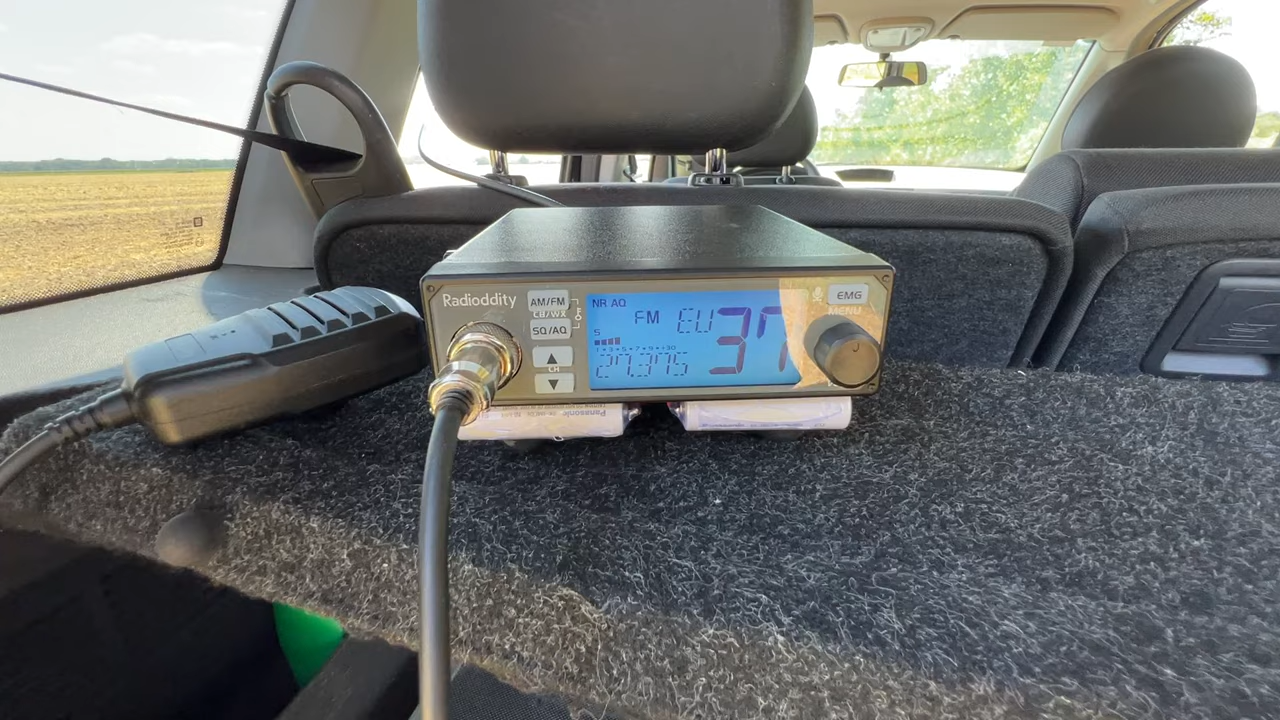 Radioddity
AM/FM
CB/WX
SQ/AQ
CH
NR AQ
FM
EU
37
S
1•3•5•7•9•+30
27.375
EMG
MENU
Panasonic